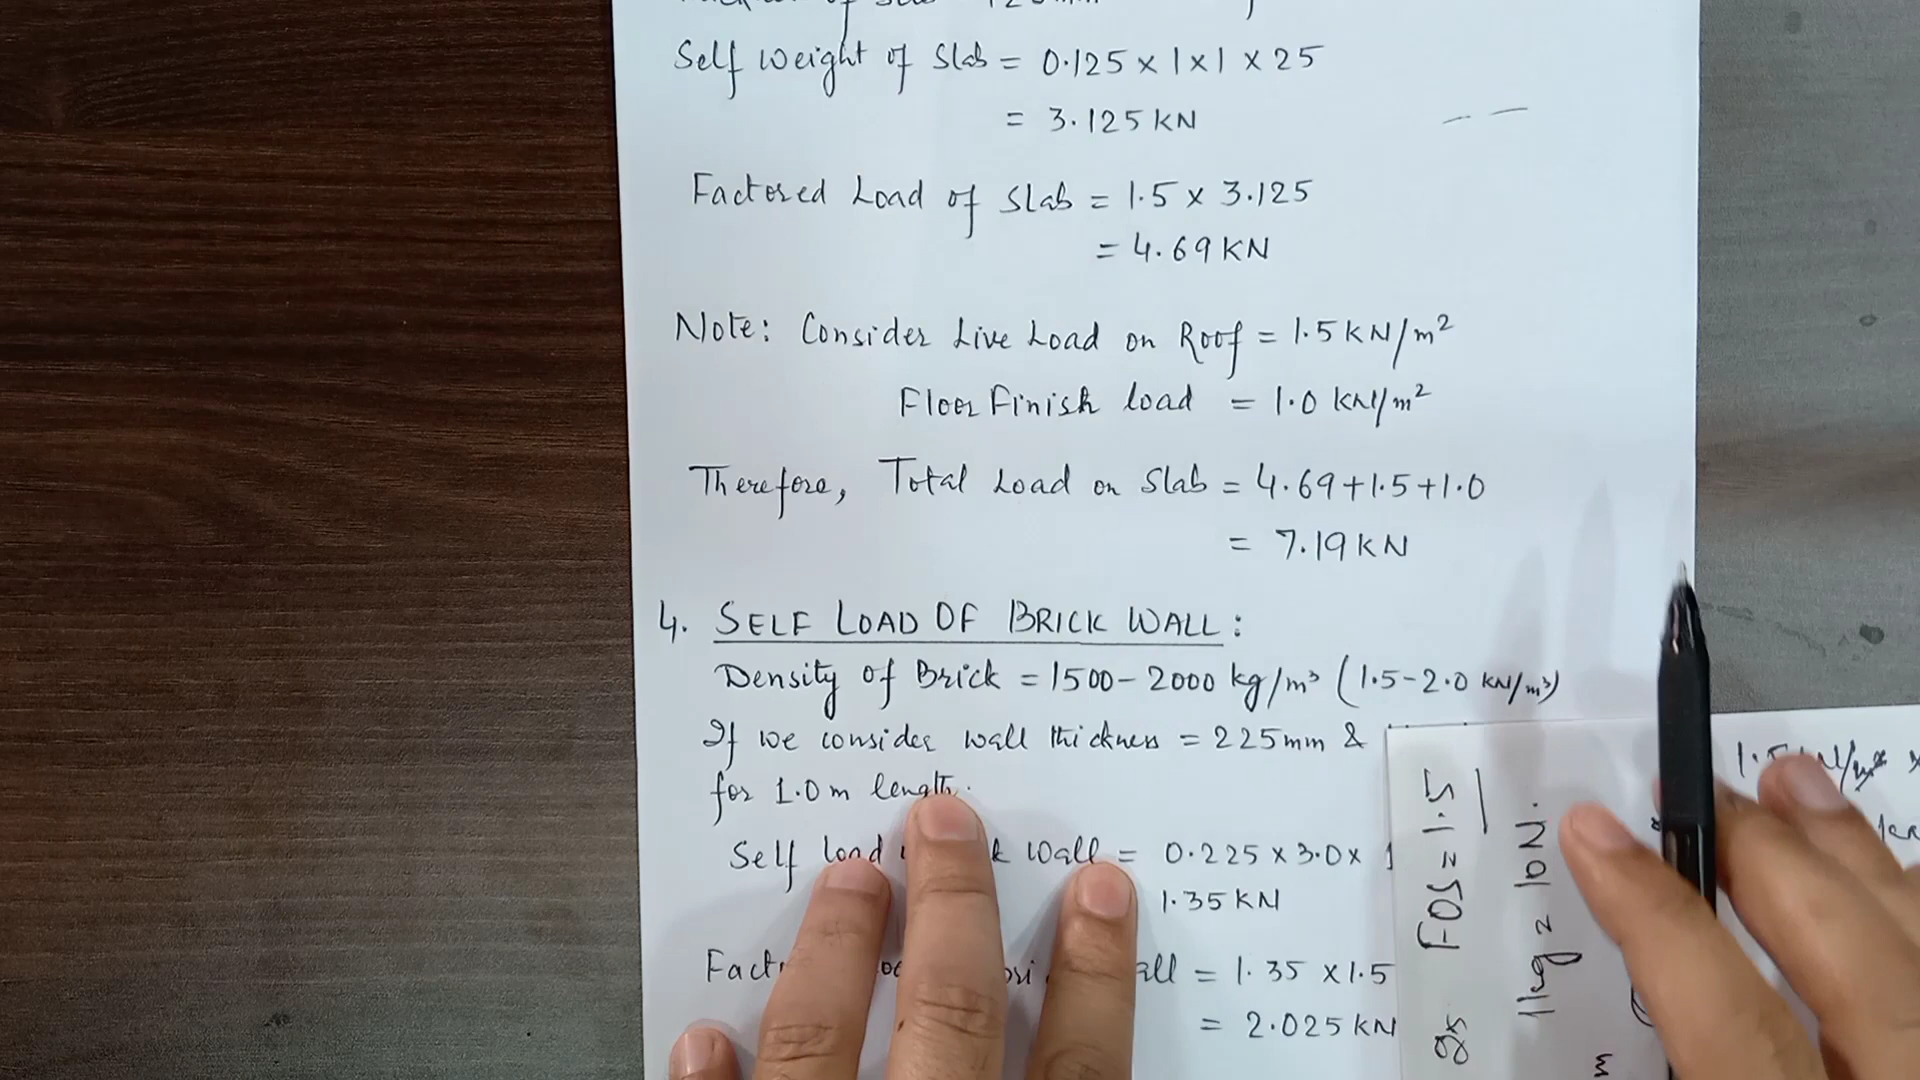 Self Weight of Slab = 0.125 x 1 x 1 x 25
= 3.125 KN
Factored Load of Slab = 1.5 x 3.125
= 4.69 KN
Note: Consider Live Load on Roof = 1.5 KN/m²
Floor Finish load = 1.0 KN/m²
Therefore, Total Load on Slab = 4.69+1.5+1.0
= 7.19 KN
4. SELF LOAD OF BRICK WALL:
Density of Brick = 1500-2000 kg/m³ (1.5-2.0 KN/m³)
If we consider wall thickness = 225mm &
for 1.0 m length.
Self load Wall = 0.225 x 3.0 x
1.35 KN
= 1.35 x 1.5
= 2.025 KN
FOS = 1.5
1kg = 10N.